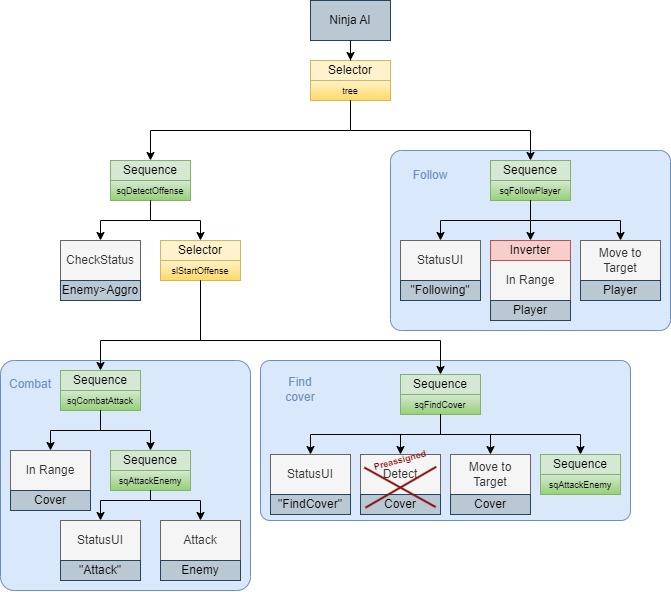 Ninja AI
Selector
tree
Sequence
sqDetectOffense
Follow
Sequence
sqFollowPlayer
CheckStatus
Enemy>Aggro
Selector
slStartOffense
StatusUI
"Following"
Inverter
In Range
Player
Move to
Target
Player
Combat
Sequence
sqCombatAttack
Find
cover
Sequence
sqFindCover
In Range
Cover
Sequence
sqAttackEnemy
StatusUI
"FindCover"
Preassigned
Detect
Cover
Move to
Target
Cover
Sequence
sqAttackEnemy
StatusUI
"Attack"
Attack
Enemy